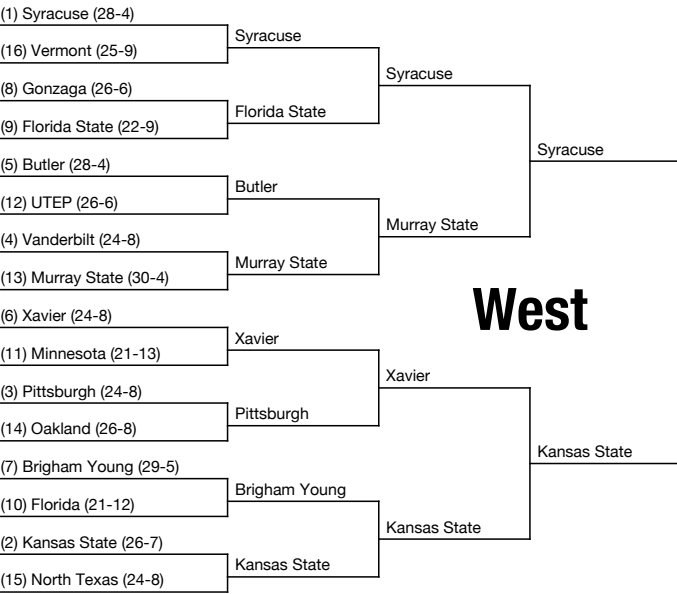 (1) Syracuse (28-4)
(16) Vermont (25-9)
(8) Gonzaga (26-6)
(9) Florida State (22-9)
(5) Butler (28-4)
(12) UTEP (26-6)
(4) Vanderbilt (24-8)
(13) Murray State (30-4)
(6) Xavier (24-8)
(11) Minnesota (21-13)
(3) Pittsburgh (24-8)
(14) Oakland (26-8)
(7) Brigham Young (29-5)
(10) Florida (21-12)
(2) Kansas State (26-7)
(15) North Texas (24-8)
Syracuse
Florida State
Butler
Murray State
Xavier
Pittsburgh
Brigham Young
Kansas State
Syracuse
Murray State
Xavier
Kansas State
Syracuse
Kansas State
West